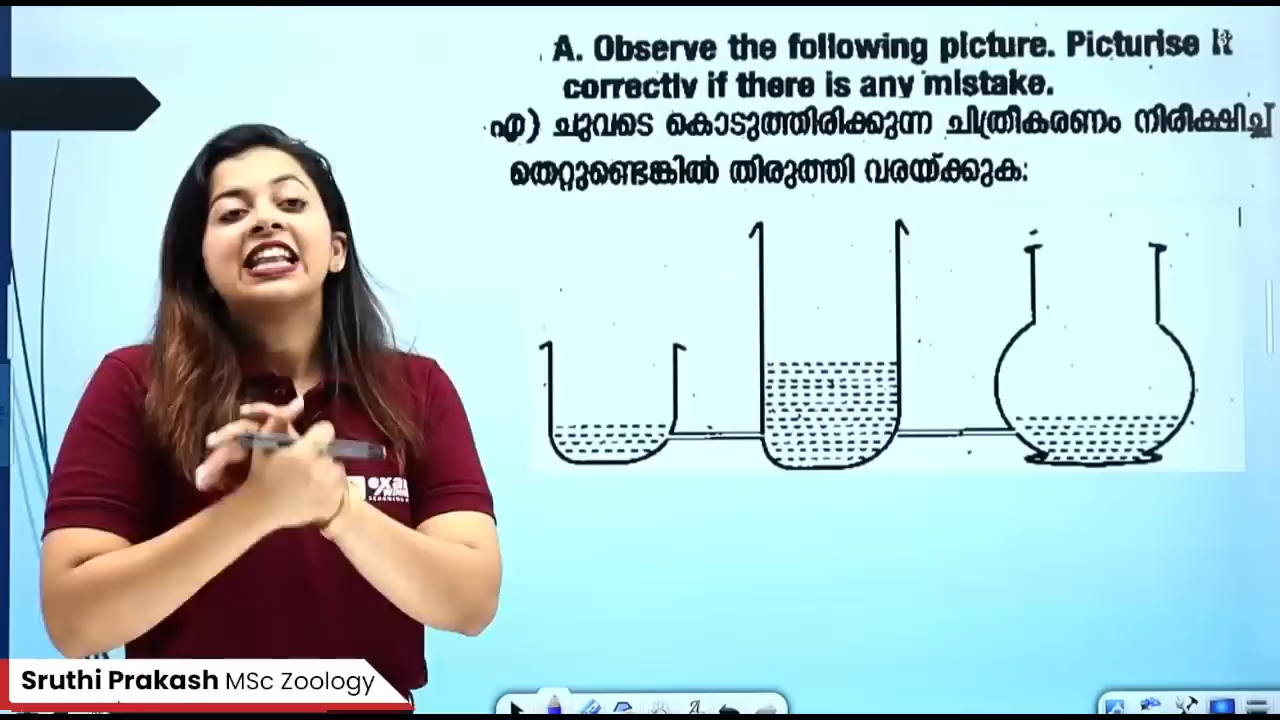 A. Observe the following picture. Picturise it
correctly if there is any mistake.
എ) ചുവടെ കൊടുത്തിരിക്കുന്ന ചിത്രീകരണം നിരീക്ഷിച്ച്
തെറ്റുണ്ടെങ്കിൽ തിരുത്തി വരയ്ക്കുക:
Sruthi Prakash MSc Zoology